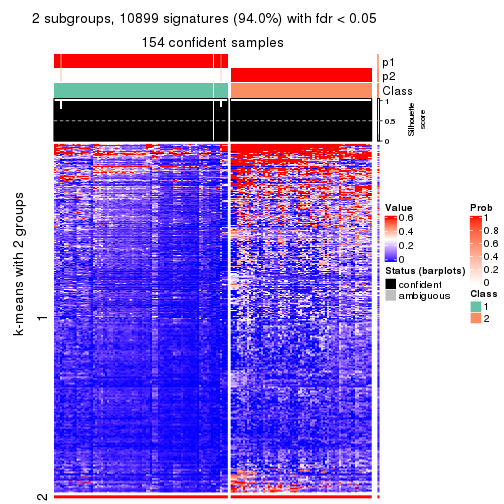 2 subgroups, 10899 signatures (94.0%) with fdr < 0.05
154 confident samples
p1
p2
Class
1
0.5
0
Silhouette
score
k-means with 2 groups
1
2
Value
0.6
0.4
0.2
0
Status (barplots)
confident
ambiguous
Prob
1
0.8
0.6
0.4
0.2
0
Class
1
2